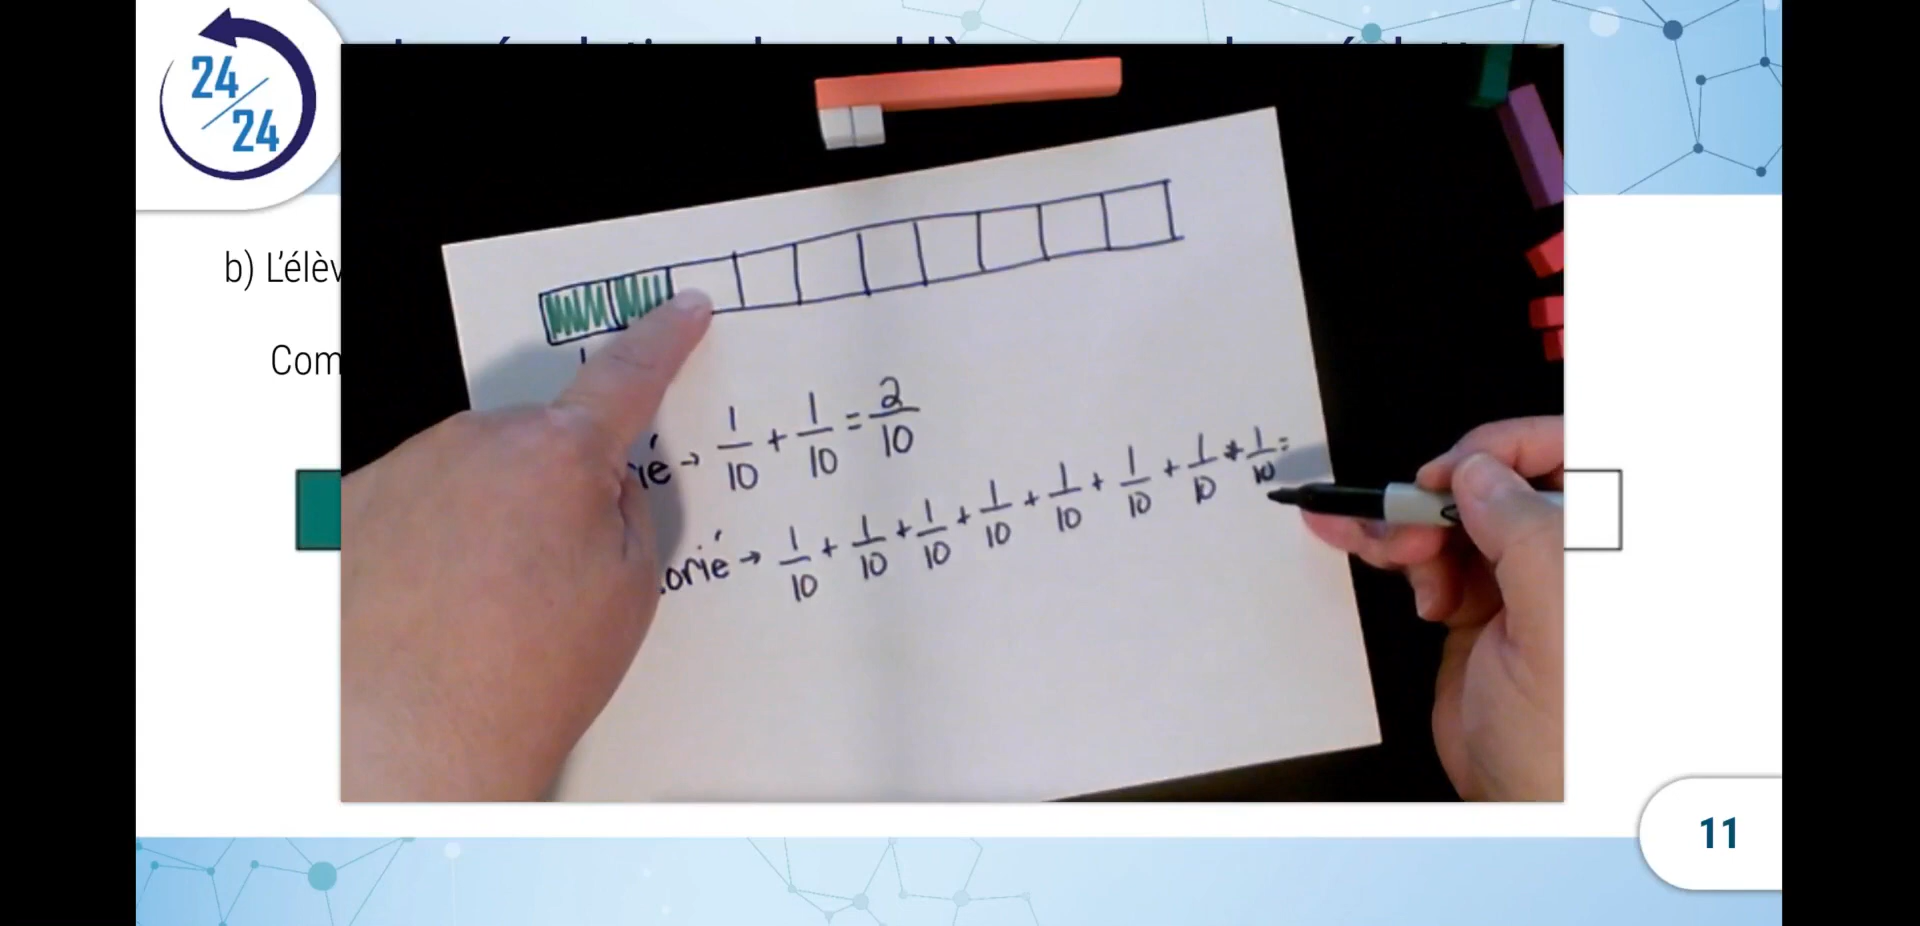 24/24
b) L'élèv
Com
ié → 1/10 + 1/10 = 2/10
orié → 1/10 + 1/10 + 1/10 + 1/10 + 1/10 + 1/10 + 1/10 + 1/10 =
11